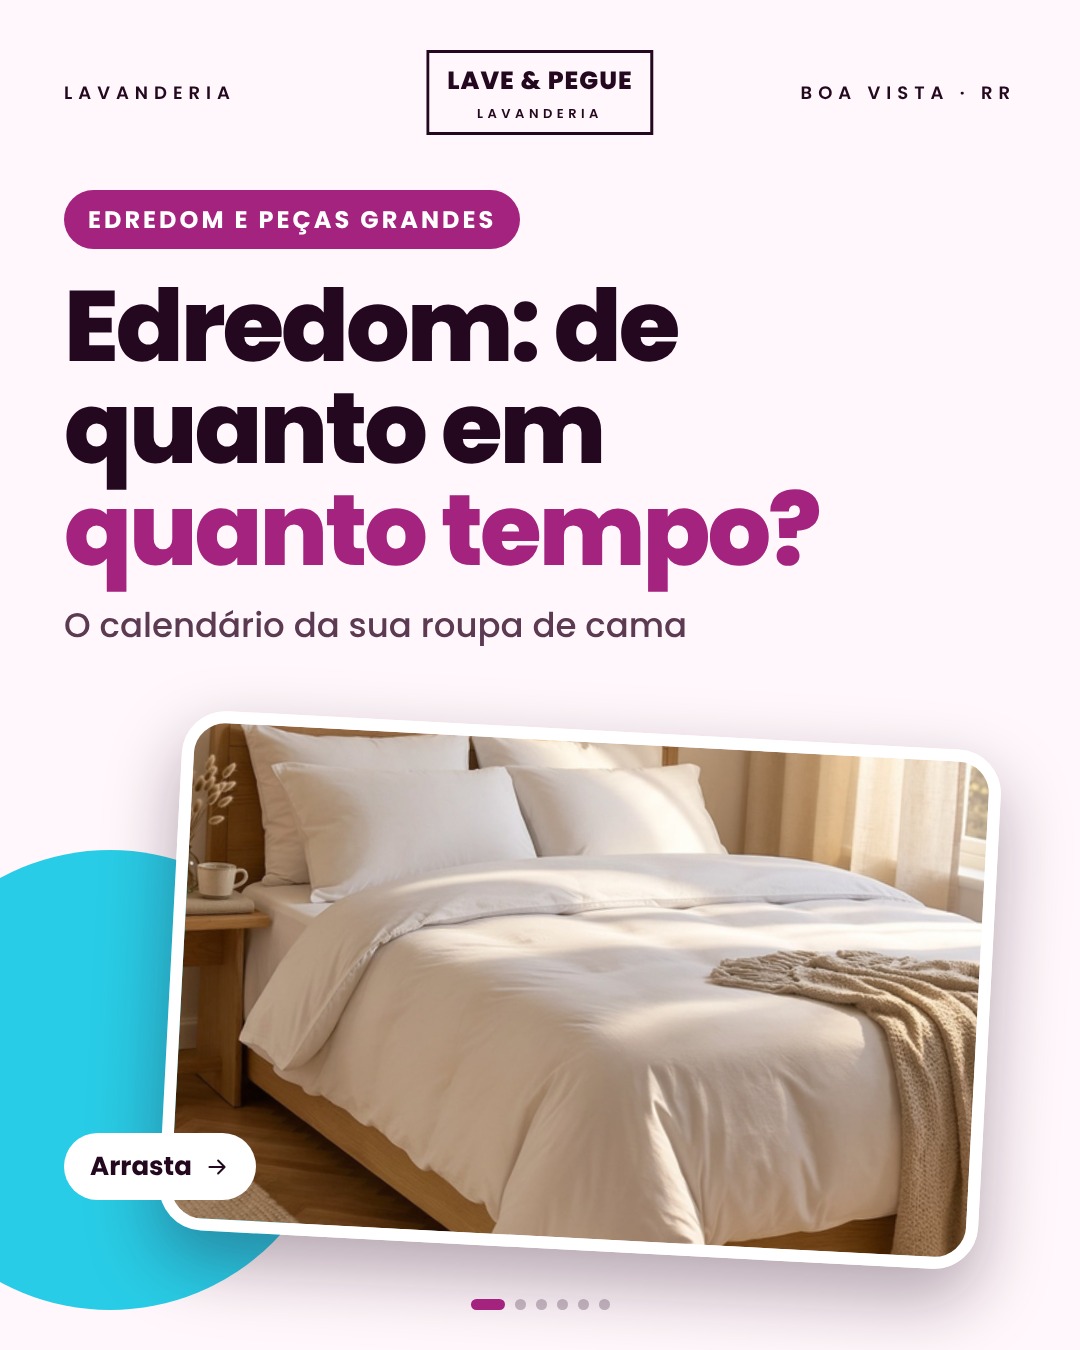 LAVANDERIA
LAVE & PEGUE
LAVANDERIA
BOA VISTA · RR
EDREDOM E PEÇAS GRANDES
Edredom: de
quanto em
quanto tempo?
O calendário da sua roupa de cama
Arrasta →